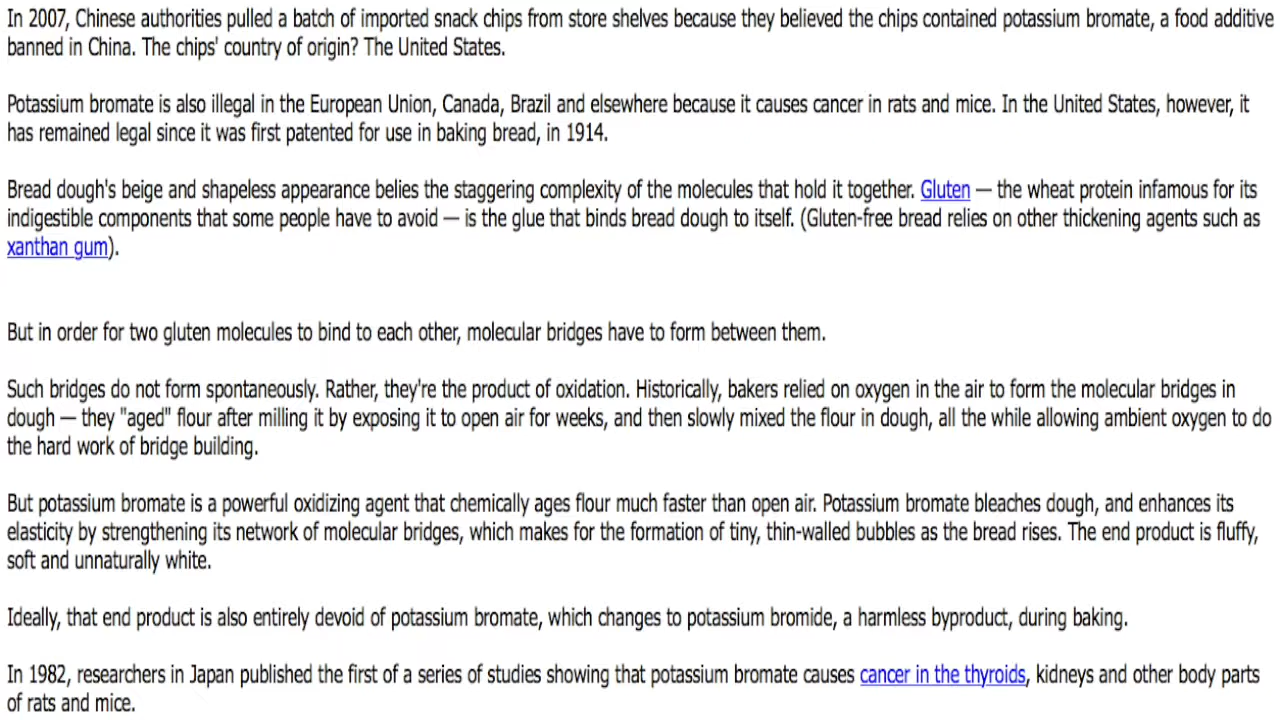 In 2007, Chinese authorities pulled a batch of imported snack chips from store shelves because they believed the chips contained potassium bromate, a food additive
banned in China. The chips' country of origin? The United States.
Potassium bromate is also illegal in the European Union, Canada, Brazil and elsewhere because it causes cancer in rats and mice. In the United States, however, it
has remained legal since it was first patented for use in baking bread, in 1914.
Bread dough's beige and shapeless appearance belies the staggering complexity of the molecules that hold it together. Gluten — the wheat protein infamous for its
indigestible components that some people have to avoid — is the glue that binds bread dough to itself. (Gluten-free bread relies on other thickening agents such as
xanthan gum).
But in order for two gluten molecules to bind to each other, molecular bridges have to form between them.
Such bridges do not form spontaneously. Rather, they're the product of oxidation. Historically, bakers relied on oxygen in the air to form the molecular bridges in
dough — they "aged" flour after milling it by exposing it to open air for weeks, and then slowly mixed the flour in dough, all the while allowing ambient oxygen to do
the hard work of bridge building.
But potassium bromate is a powerful oxidizing agent that chemically ages flour much faster than open air. Potassium bromate bleaches dough, and enhances its
elasticity by strengthening its network of molecular bridges, which makes for the formation of tiny, thin-walled bubbles as the bread rises. The end product is fluffy,
soft and unnaturally white.
Ideally, that end product is also entirely devoid of potassium bromate, which changes to potassium bromide, a harmless byproduct, during baking.
In 1982, researchers in Japan published the first of a series of studies showing that potassium bromate causes cancer in the thyroids, kidneys and other body parts
of rats and mice.